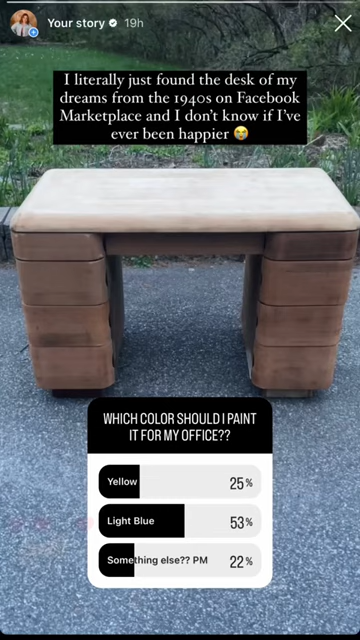 Your story 19h
I literally just found the desk of my
dreams from the 1940s on Facebook
Marketplace and I don't know if I've
ever been happier 😭
WHICH COLOR SHOULD I PAINT
IT FOR MY OFFICE??
Yellow 25%
Light Blue 53%
Something else?? PM 22%